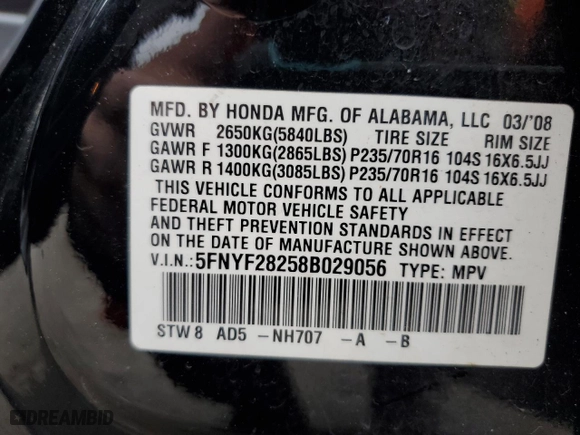 MFD. BY HONDA MFG. OF ALABAMA, LLC 03/'08
GVWR 2650KG(5840LBS) TIRE SIZE RIM SIZE
GAWR F 1300KG(2865LBS) P235/70R16 104S 16X6.5JJ
GAWR R 1400KG(3085LBS) P235/70R16 104S 16X6.5JJ
THIS VEHICLE CONFORMS TO ALL APPLICABLE
FEDERAL MOTOR VEHICLE SAFETY
AND THEFT PREVENTION STANDARDS IN EFFECT
ON THE DATE OF MANUFACTURE SHOWN ABOVE.
V.I.N.: 5FNYF28258B029056 TYPE: MPV
STW8 AD5 -NH707 -A -B
DREAMBID